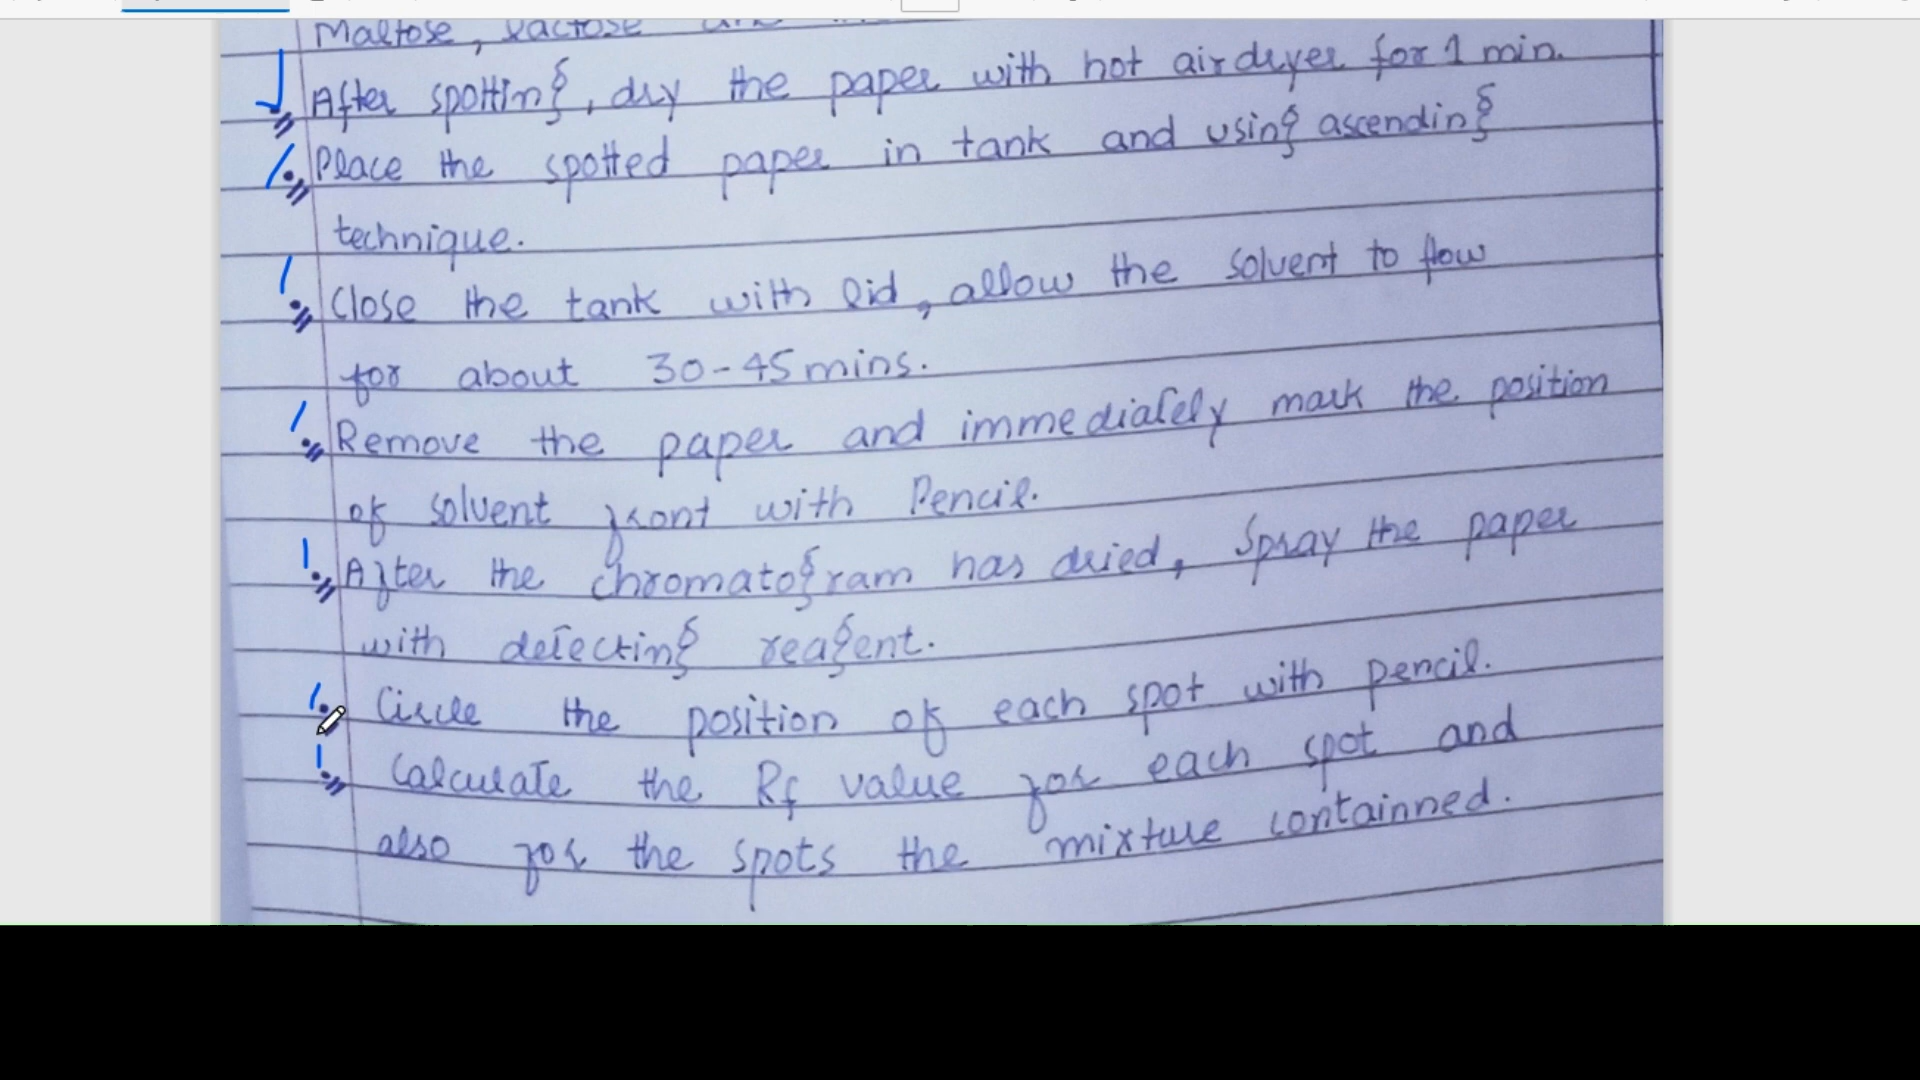 Maltose, lactose
After spotting, dry the paper with hot air dryer for 1 min.
Place the spotted paper in tank and using ascending
technique.
Close the tank with lid, allow the solvent to flow
for about 30-45 mins.
Remove the paper and immediately mark the position
of solvent front with Pencil.
After the chromatogram has dried, Spray the paper
with detecting reagent.
Circle the position of each spot with pencil.
Calculate the Rf value for each spot and
also for the spots the mixture containned.